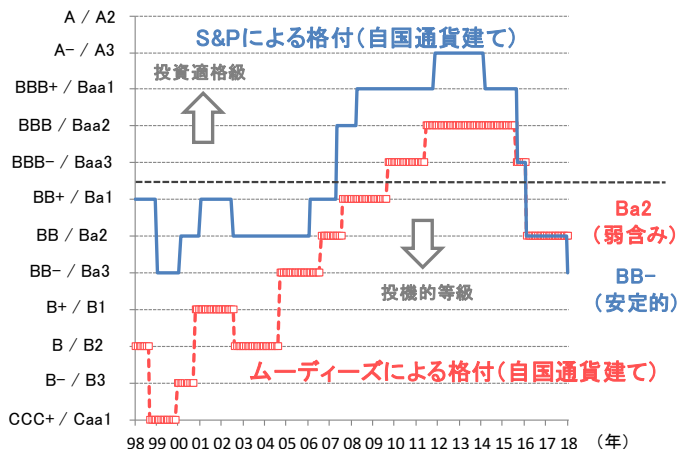 A / A2
S&Pによる格付(自国通貨建て)
A- / A3
投資適格級
BBB+ / Baa1
BBB / Baa2
BBB- / Baa3
BB+ / Ba1
Ba2
(弱含み)
BB / Ba2
BB- / Ba3
BB-
(安定的)
投機的等級
B+ / B1
B / B2
ムーディーズによる格付(自国通貨建て)
B- / B3
CCC+ / Caa1
98 99 00 01 02 03 04 05 06 07 08 09 10 11 12 13 14 15 16 17 18 (年)